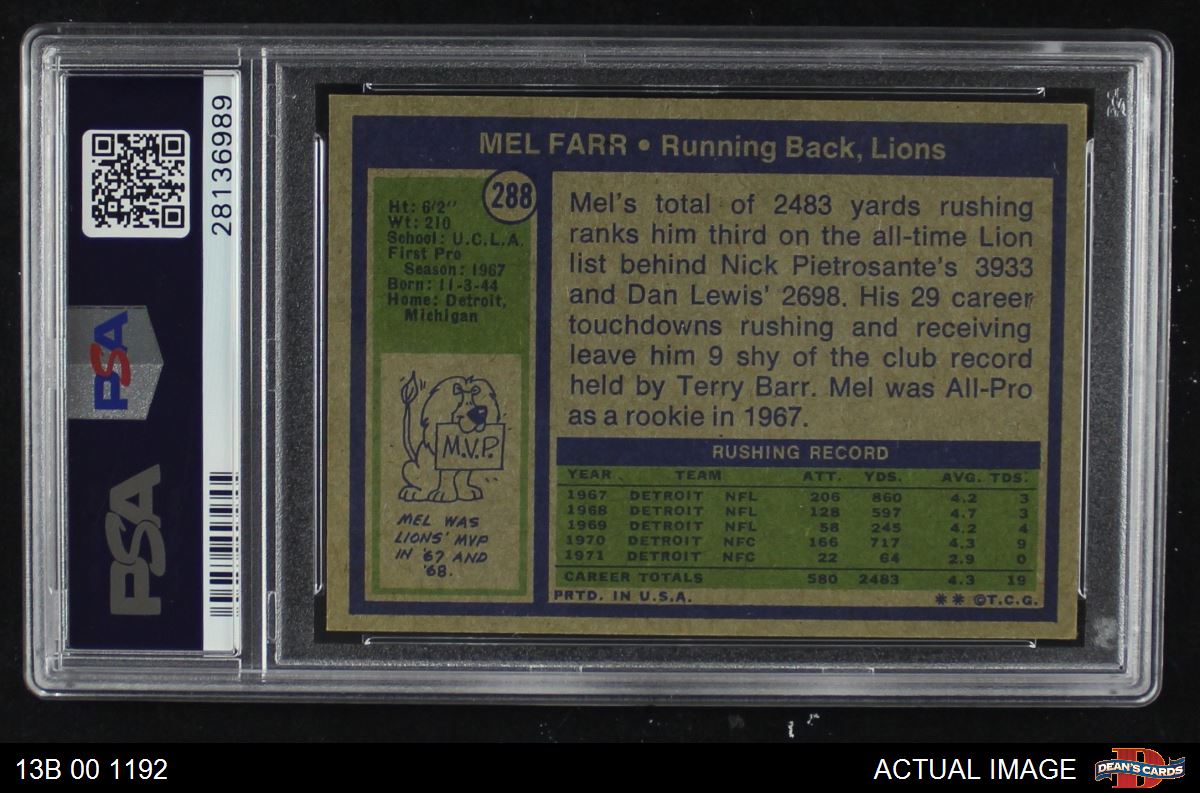 28136989
PSA
PSA
MEL FARR • Running Back, Lions
288
Ht: 6'2"
Wt: 210
School: U.C.L.A.
First Pro
Season: 1967
Born: 11-3-44
Home: Detroit,
Michigan
M.V.P.
MEL WAS
LIONS' MVP
IN '67 AND
'68.
Mel's total of 2483 yards rushing
ranks him third on the all-time Lion
list behind Nick Pietrosante's 3933
and Dan Lewis' 2698. His 29 career
touchdowns rushing and receiving
leave him 9 shy of the club record
held by Terry Barr. Mel was All-Pro
as a rookie in 1967.
RUSHING RECORD
YEAR TEAM ATT. YDS. AVG. TDS.
1967 DETROIT NFL 206 860 4.2 3
1968 DETROIT NFL 128 597 4.7 3
1969 DETROIT NFL 58 245 4.2 4
1970 DETROIT NFC 166 717 4.3 9
1971 DETROIT NFC 22 64 2.9 0
CAREER TOTALS 580 2483 4.3 19
PRTD. IN U.S.A. ** ©T.C.G.
13B 00 1192
ACTUAL IMAGE
DEAN'S CARDS